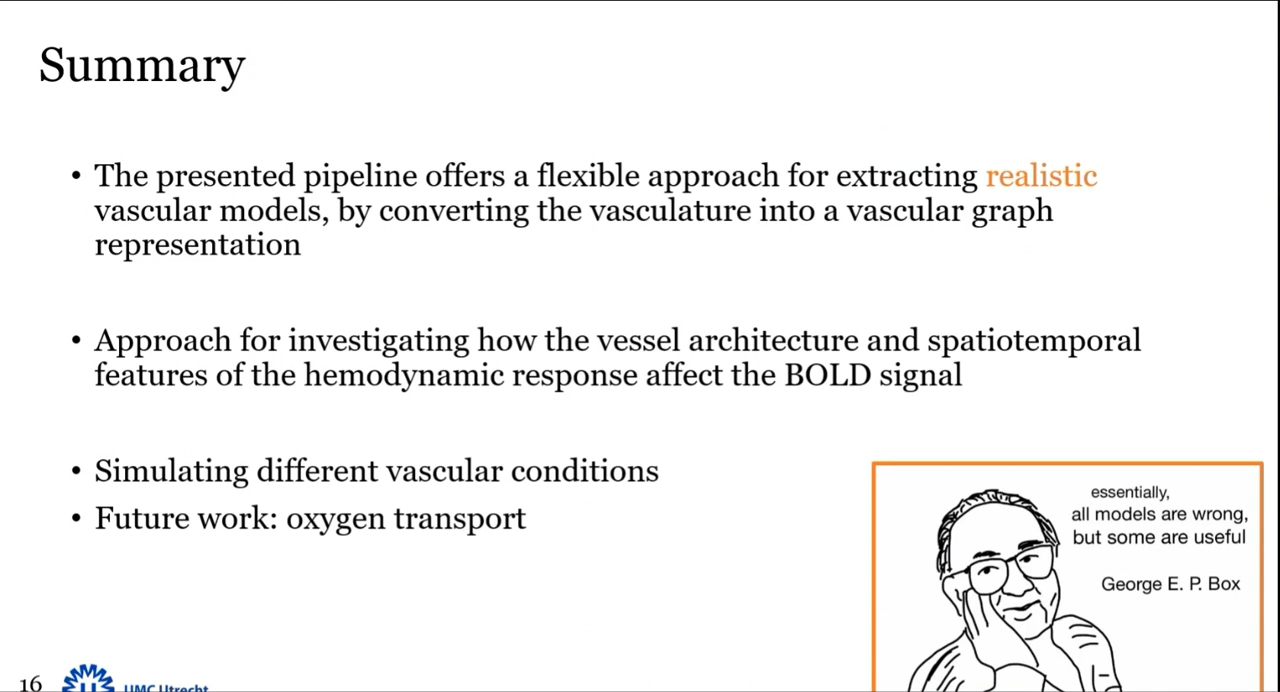 Summary
• The presented pipeline offers a flexible approach for extracting realistic
vascular models, by converting the vasculature into a vascular graph
representation
• Approach for investigating how the vessel architecture and spatiotemporal
features of the hemodynamic response affect the BOLD signal
• Simulating different vascular conditions
• Future work: oxygen transport
essentially,
all models are wrong,
but some are useful
George E. P. Box
16
UMC Utrecht